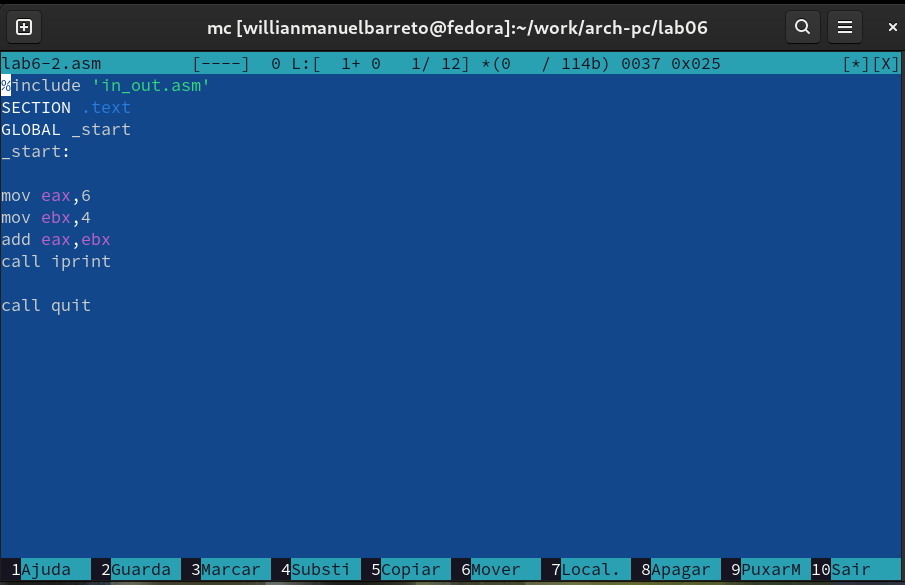 mc [willianmanuelbarreto@fedora]:~/work/arch-pc/lab06
lab6-2.asm [----] 0 L:[ 1+ 0 1/ 12] *(0 / 114b) 0037 0x025 [*][X]
%include 'in_out.asm'
SECTION .text
GLOBAL _start
_start:
mov eax,6
mov ebx,4
add eax,ebx
call iprint
call quit
1Ajuda 2Guarda 3Marcar 4Substi 5Copiar 6Mover 7Local. 8Apagar 9PuxarM 10Sair